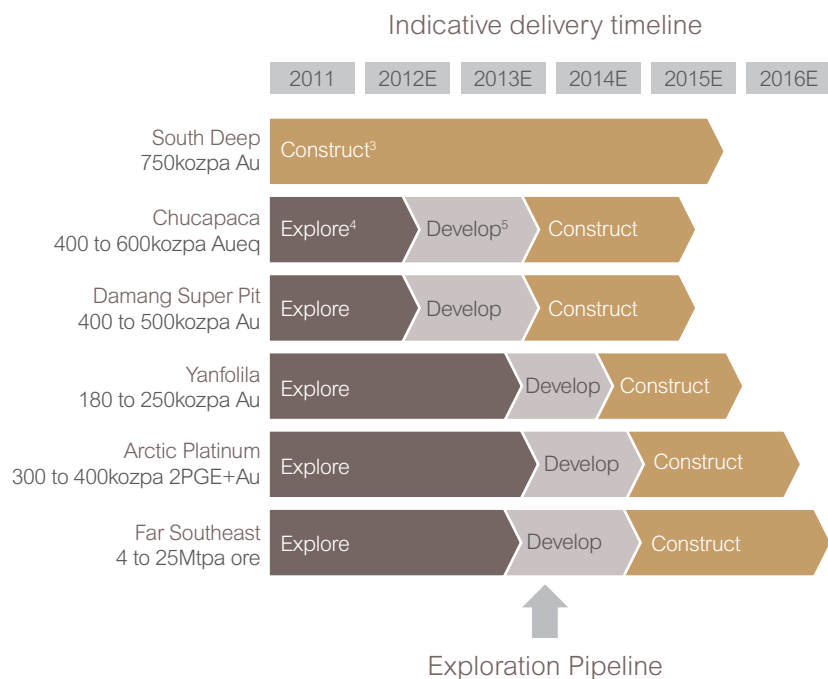 Indicative delivery timeline
2011 2012E 2013E 2014E 2015E 2016E
South Deep
750kozpa Au
Construct³
Chucapaca
400 to 600kozpa Aueq
Explore⁴ Develop⁵ Construct
Damang Super Pit
400 to 500kozpa Au
Explore Develop Construct
Yanfolila
180 to 250kozpa Au
Explore Develop Construct
Arctic Platinum
300 to 400kozpa 2PGE+Au
Explore Develop Construct
Far Southeast
4 to 25Mtpa ore
Explore Develop Construct
Exploration Pipeline